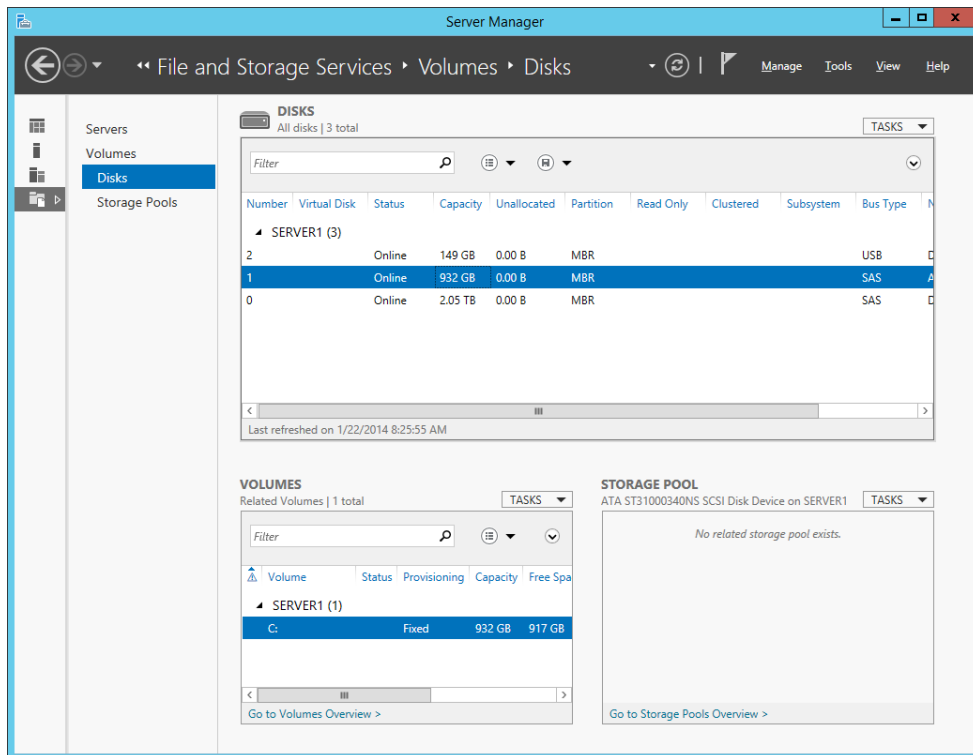 Server Manager
File and Storage Services ‣ Volumes ‣ Disks
Manage Tools View Help
Servers
Volumes
Disks
Storage Pools
DISKS
All disks | 3 total
TASKS
Filter
Number Virtual Disk Status Capacity Unallocated Partition Read Only Clustered Subsystem Bus Type N
SERVER1 (3)
2 Online 149 GB 0.00 B MBR USB D
1 Online 932 GB 0.00 B MBR SAS A
0 Online 2.05 TB 0.00 B MBR SAS D
Last refreshed on 1/22/2014 8:25:55 AM
VOLUMES
Related Volumes | 1 total
TASKS
Filter
Volume Status Provisioning Capacity Free Spa
SERVER1 (1)
C: Fixed 932 GB 917 GB
Go to Volumes Overview >
STORAGE POOL
ATA ST31000340NS SCSI Disk Device on SERVER1
TASKS
No related storage pool exists.
Go to Storage Pools Overview >